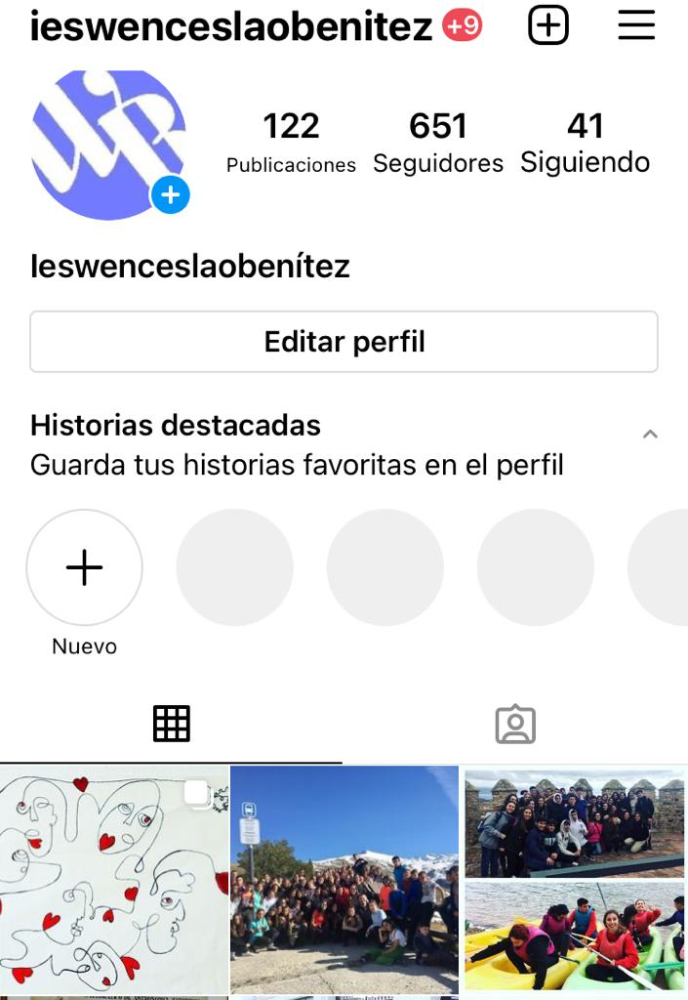 ieswenceslaobenitez +9
122 651 41
Publicaciones Seguidores Siguiendo
Ieswenceslaobenítez
Editar perfil
Historias destacadas
Guarda tus historias favoritas en el perfil
Nuevo